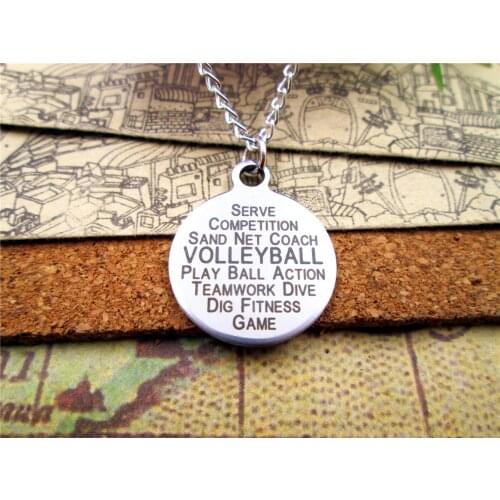 Serve
Competition
Sand Net Coach
VOLLEYBALL
Play Ball Action
Teamwork Dive
Dig Fitness
Game